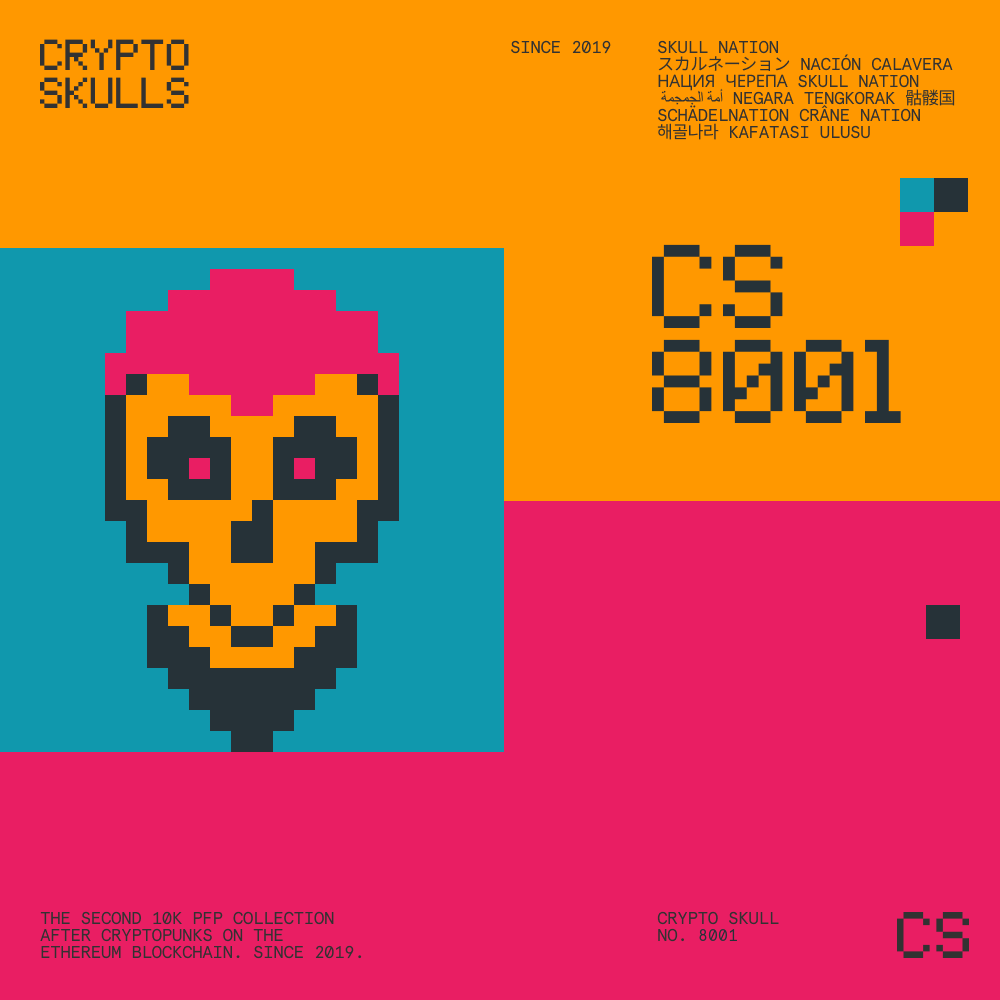 CRYPTO
SKULLS
SINCE 2019
SKULL NATION
スカルネーション NACIÓN CALAVERA
НАЦИЯ ЧЕРЕПА SKULL NATION
أمة الجمجمة NEGARA TENGKORAK 骷髅国
SCHÄDELNATION CRÂNE NATION
해골나라 KAFATASI ULUSU
CS
8001
THE SECOND 10K PFP COLLECTION
AFTER CRYPTOPUNKS ON THE
ETHEREUM BLOCKCHAIN. SINCE 2019.
CRYPTO SKULL
NO. 8001
CS